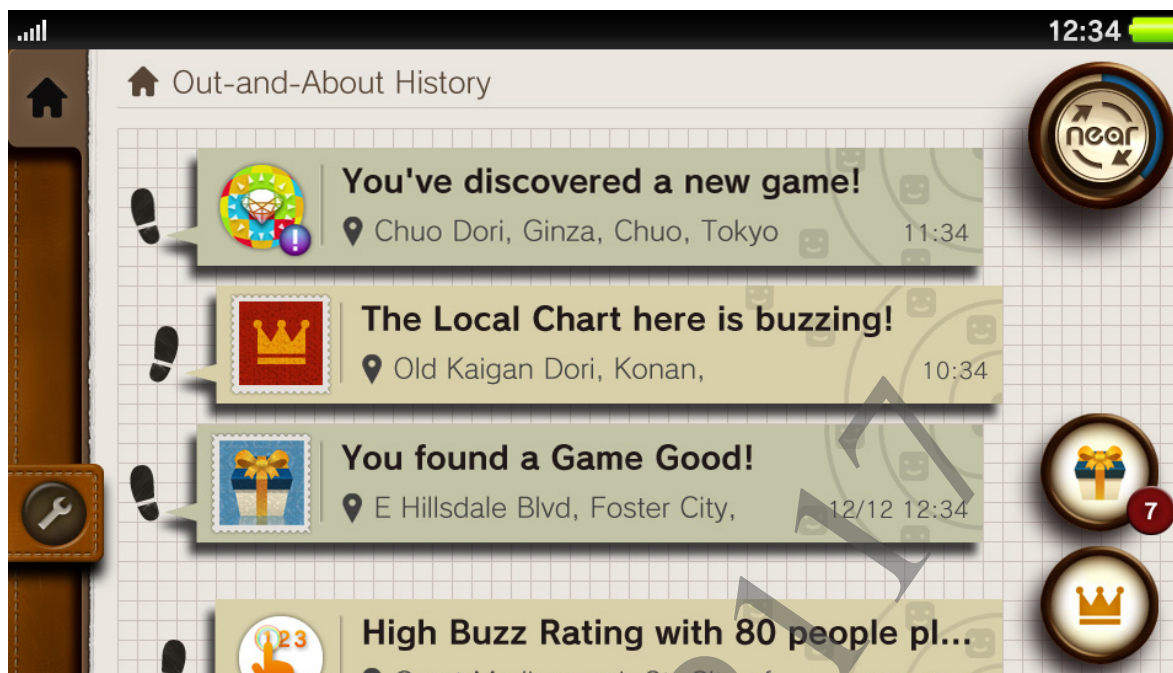 12:34
Out-and-About History
near
You've discovered a new game!
Chuo Dori, Ginza, Chuo, Tokyo 11:34
The Local Chart here is buzzing!
Old Kaigan Dori, Konan, 10:34
You found a Game Good!
E Hillsdale Blvd, Foster City, 12/12 12:34
7
123
High Buzz Rating with 80 people pl...
17